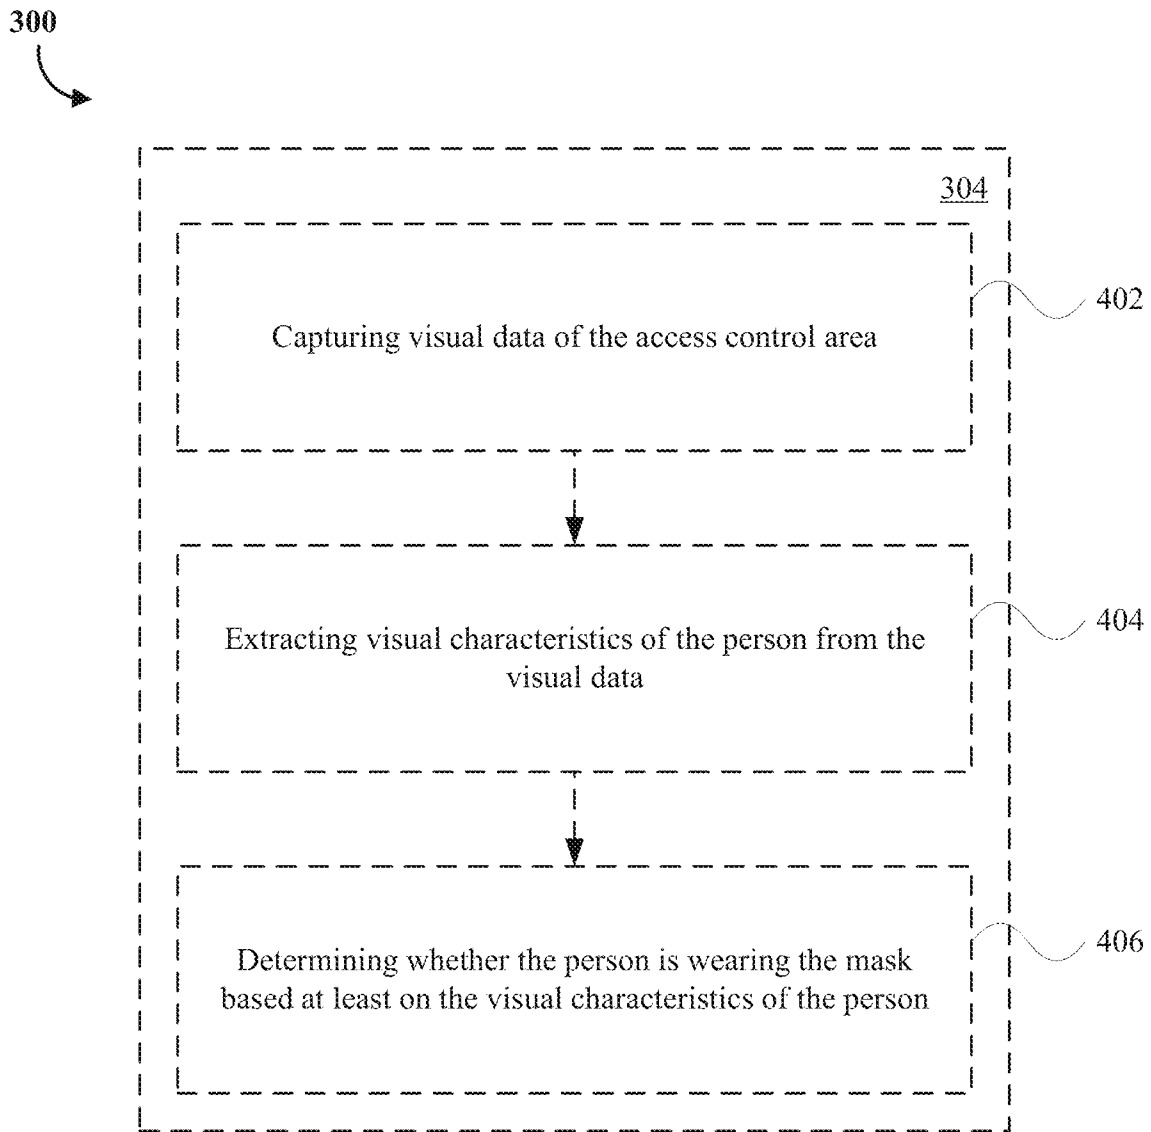 300
304
Capturing visual data of the access control area
402
Extracting visual characteristics of the person from the
visual data
404
Determining whether the person is wearing the mask
based at least on the visual characteristics of the person
406